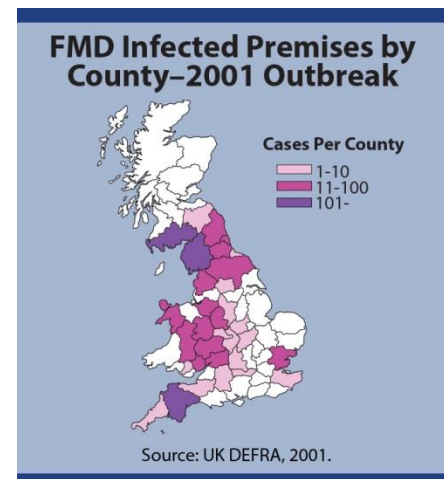 FMD Infected Premises by
County–2001 Outbreak
Cases Per County
1-10
11-100
101-
Source: UK DEFRA, 2001.